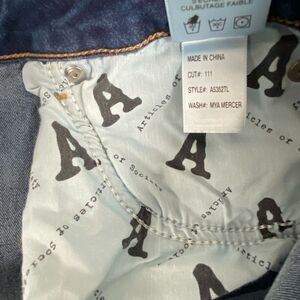 CULBUTAGE FAIBLE
MADE IN CHINA
CUT#: 111
STYLE#: A5352TL
WASH#: MYA MERCER
A
A
Articles of Society
A
A
Articles of Society
A
A